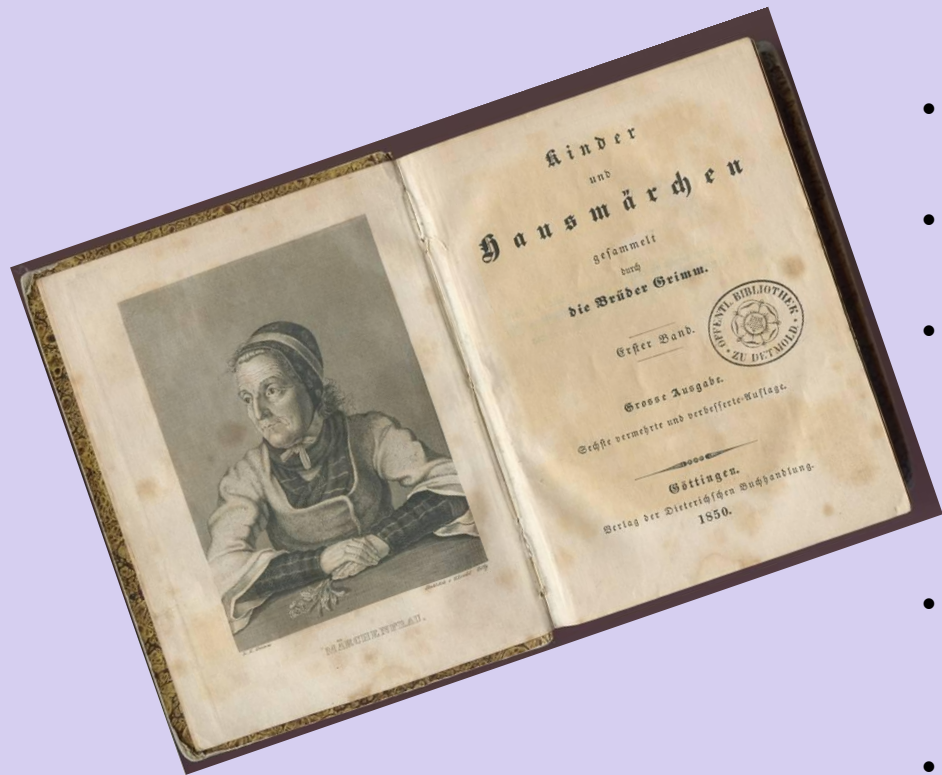 MÄRCHENFRAU.
Kinder
und
Hausmärchen
gesammelt
durch
die Brüder Grimm.
Erster Band.
ÖFFENTL. BIBLIOTHEK
· ZU DETMOLD ·
Grosse Ausgabe.
Sechste vermehrte und verbesserte Auflage.
Göttingen.
Verlag der Dieterichschen Buchhandlung.
1850.